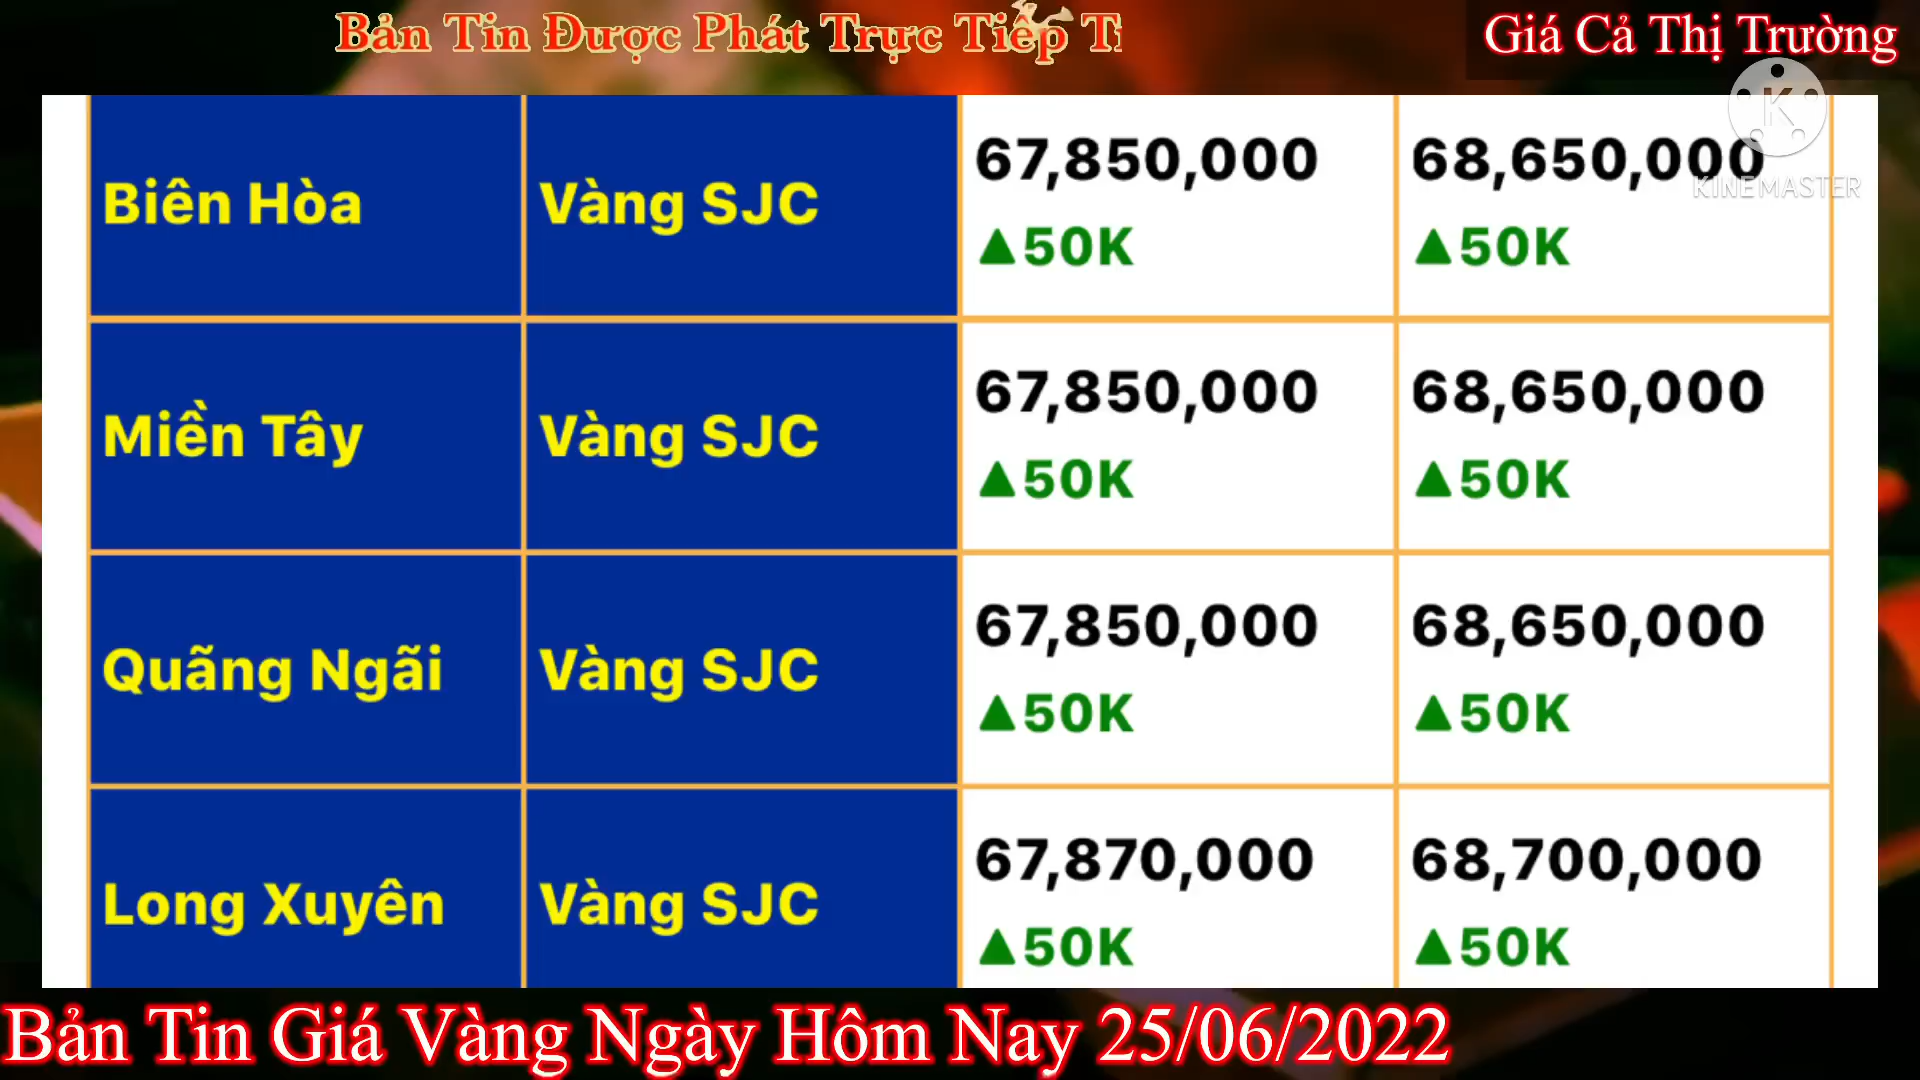 Bản Tin Được Phát Trực Tiếp
Giá Cả Thị Trường
KINEMASTER
Biên Hòa Vàng SJC 67,850,000 68,650,000
▲50K ▲50K
Miền Tây Vàng SJC 67,850,000 68,650,000
▲50K ▲50K
Quãng Ngãi Vàng SJC 67,850,000 68,650,000
▲50K ▲50K
Long Xuyên Vàng SJC 67,870,000 68,700,000
▲50K ▲50K
Bản Tin Giá Vàng Ngày Hôm Nay 25/06/2022